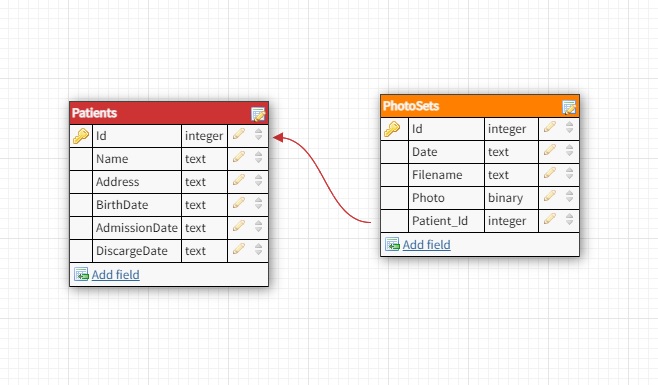 Patients
Id integer
Name text
Address text
BirthDate text
AdmissionDate text
DiscargeDate text
Add field
PhotoSets
Id integer
Date text
Filename text
Photo binary
Patient_Id integer
Add field